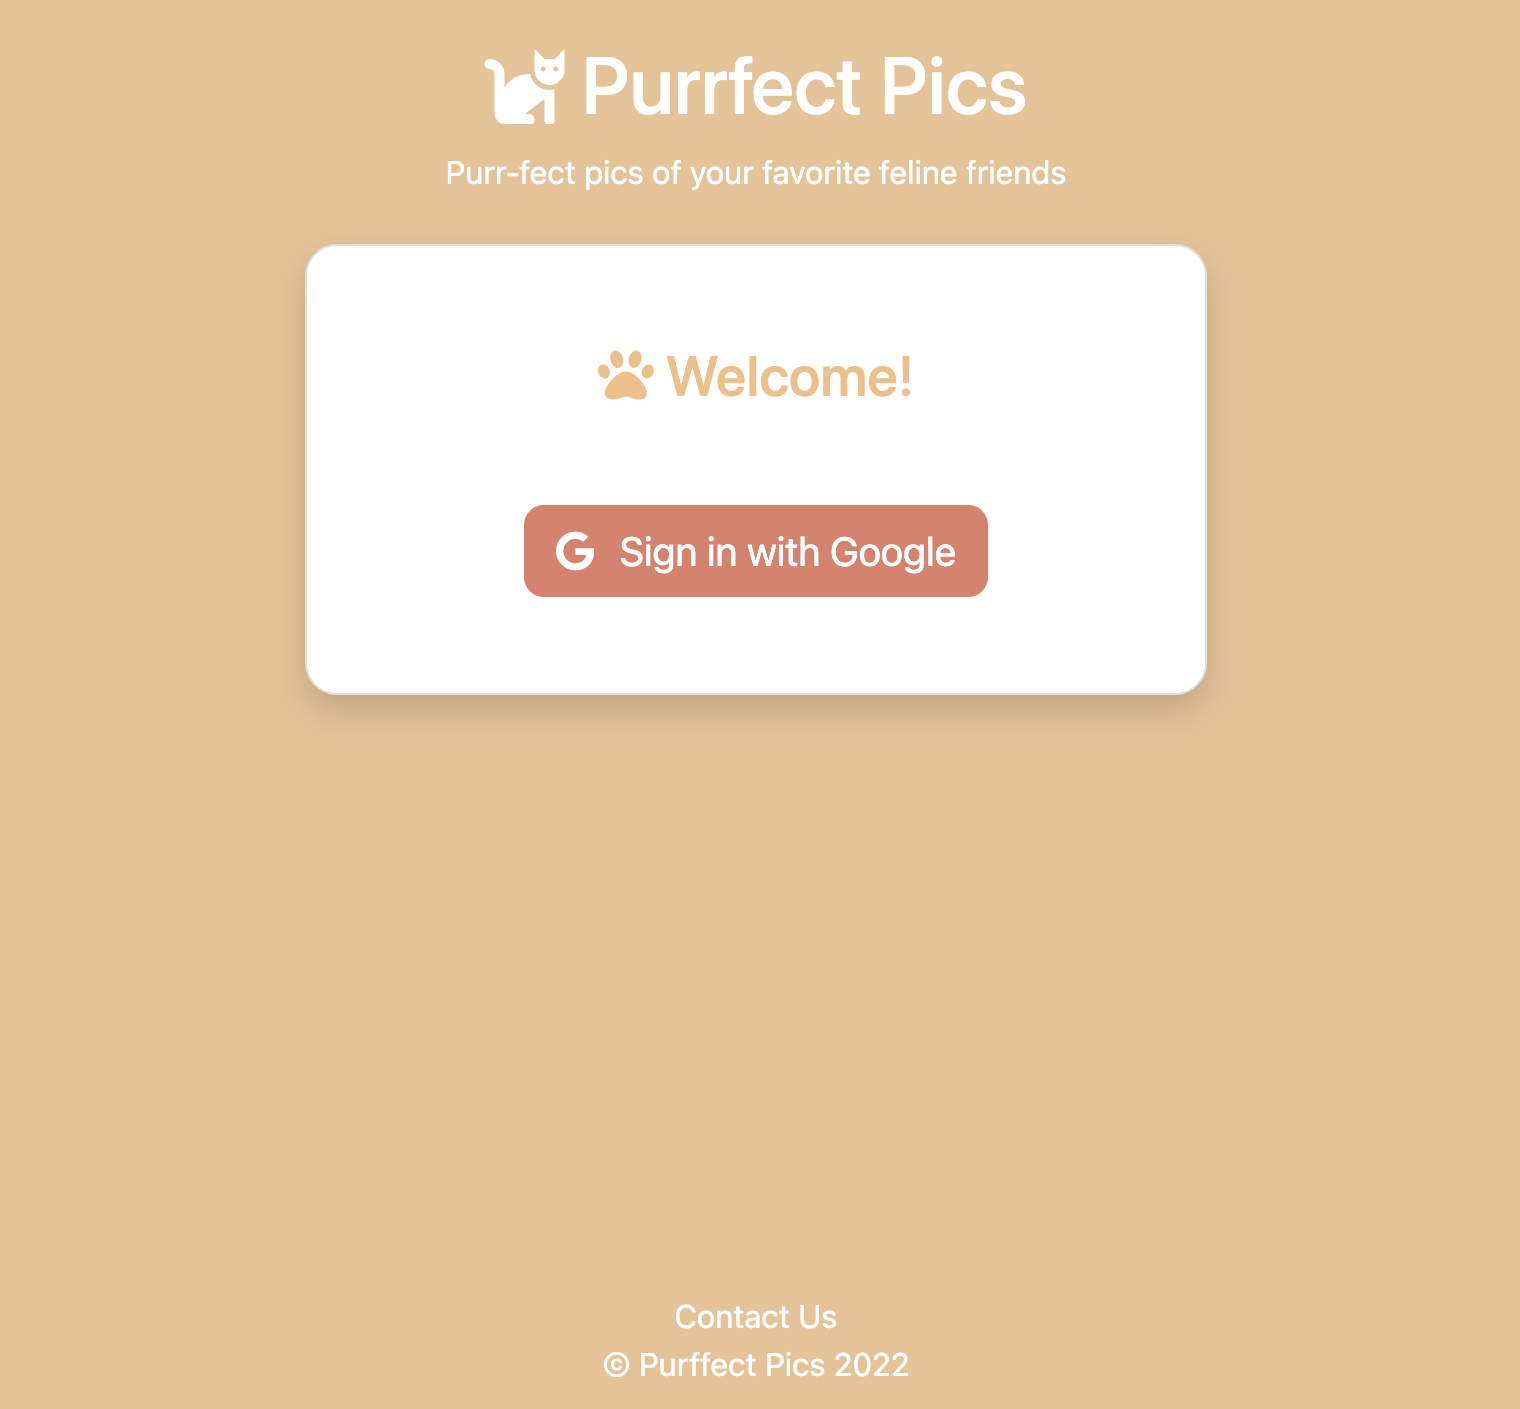 Purrfect Pics
Purr-fect pics of your favorite feline friends
Welcome!
G Sign in with Google
Contact Us
© Purffect Pics 2022